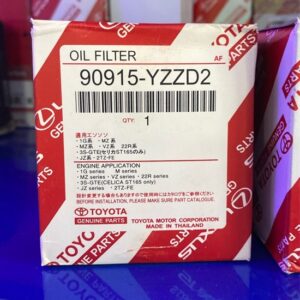 OIL FILTER
AF
90915-YZZD2
QTY: 1
適用エンジン
・1G系 ・MZ系
・MZ系 ・VZ系 22R系
・3S-GTE(セリカST165のみ)
・JZ系 ・2TZ-FE
ENGINE APPLICATION
・1G series M series
・MZ series ・VZ series ・22R series
・3S-GTE(CELICA ST165 only)
・JZ series ・2TZ-FE
BEFORE INSTALLATION, PLEASE MAKE SURE PART CATALOGUE.
TOYOTA
GENUINE PARTS
TOYOTA MOTOR CORPORATION
MADE IN THAILAND
GENUINE
PARTS
TOYO